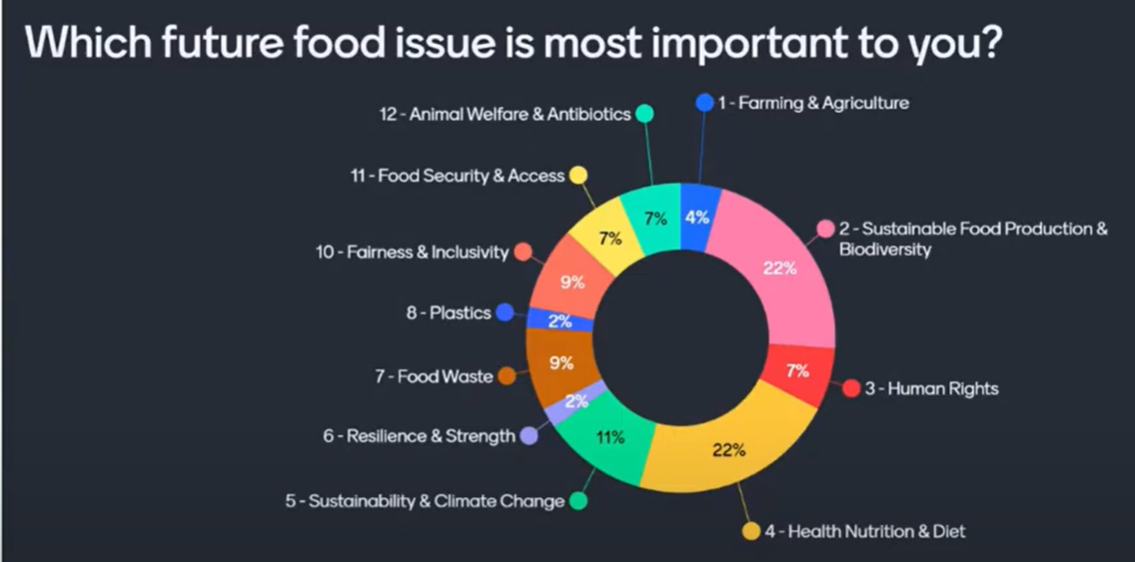 Which future food issue is most important to you?
12 - Animal Welfare & Antibiotics
1 - Farming & Agriculture
11 - Food Security & Access
7%
4%
2 - Sustainable Food Production &
Biodiversity
7%
10 - Fairness & Inclusivity
22%
9%
8 - Plastics
2%
9%
7 - Food Waste
7%
3 - Human Rights
2%
6 - Resilience & Strength
11%
22%
5 - Sustainability & Climate Change
4 - Health Nutrition & Diet